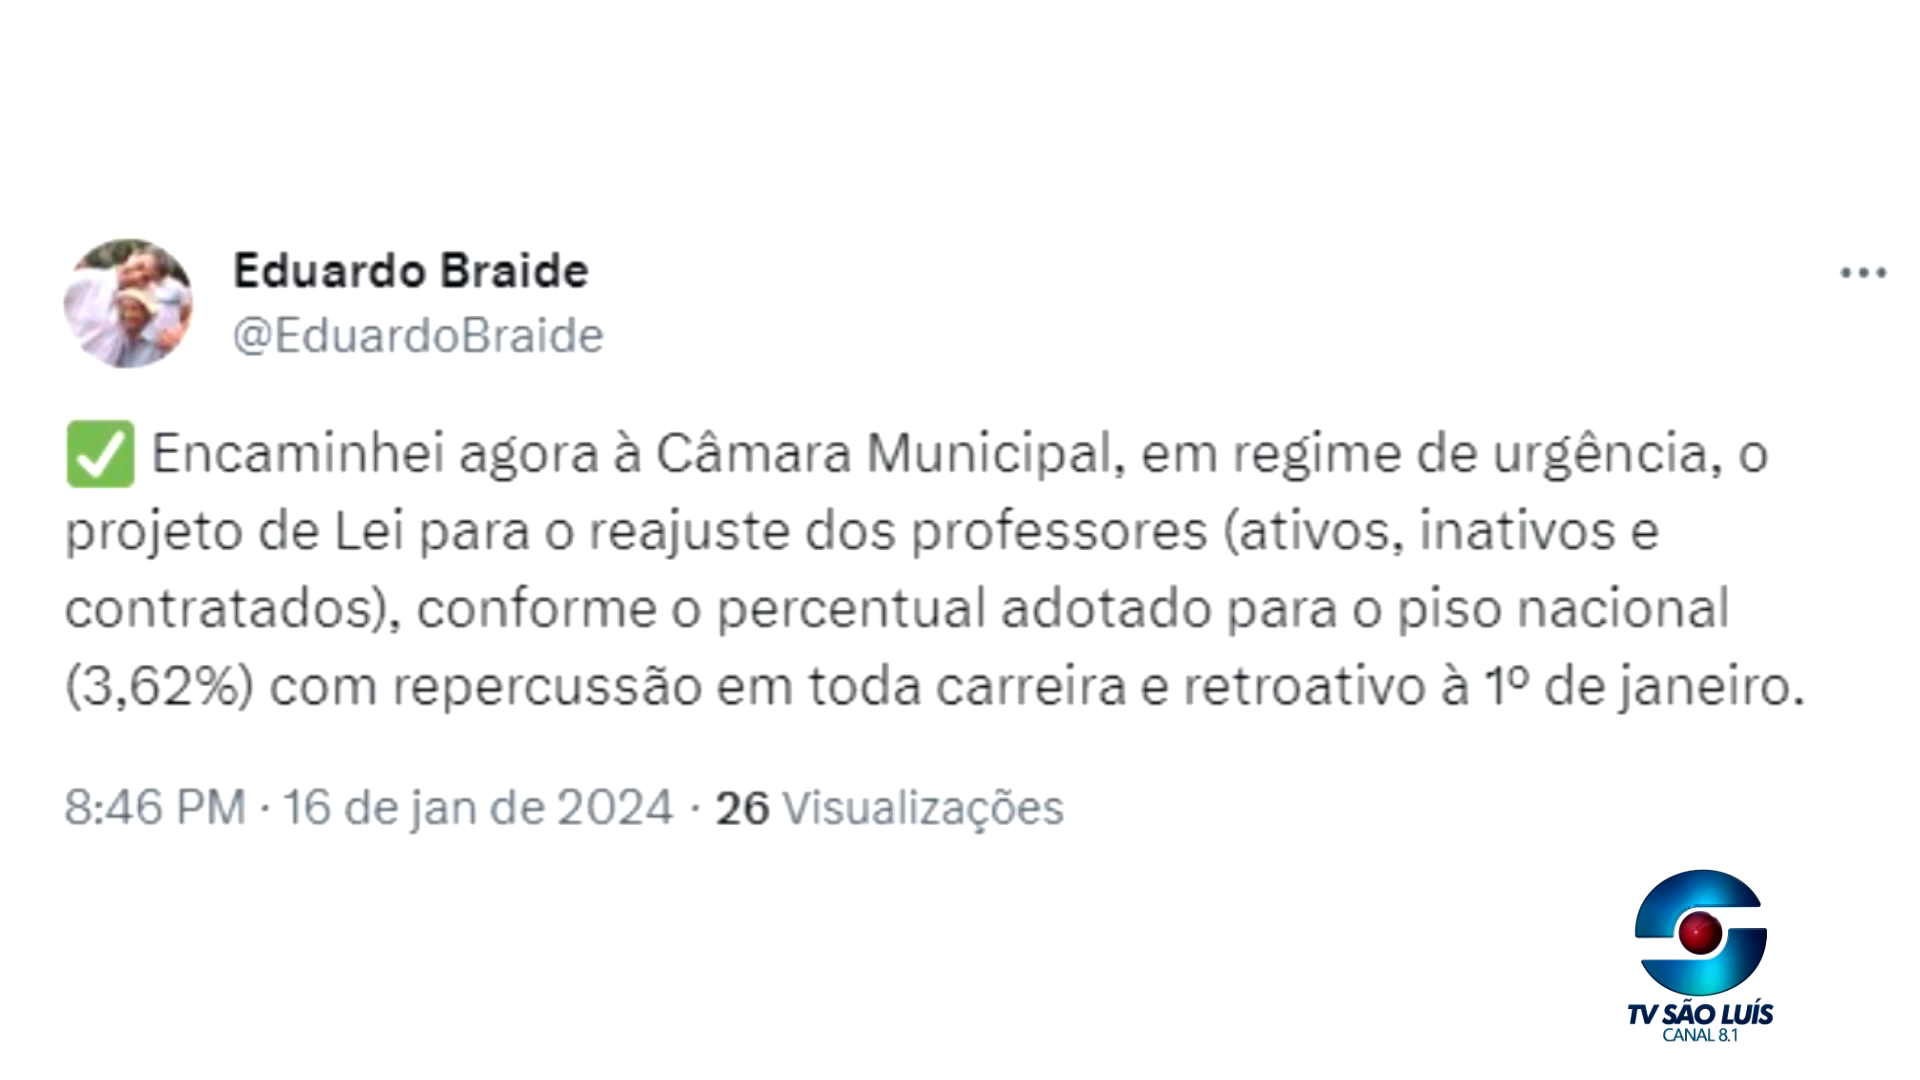 Eduardo Braide
@EduardoBraide
✅ Encaminhei agora à Câmara Municipal, em regime de urgência, o
projeto de Lei para o reajuste dos professores (ativos, inativos e
contratados), conforme o percentual adotado para o piso nacional
(3,62%) com repercussão em toda carreira e retroativo à 1º de janeiro.
8:46 PM · 16 de jan de 2024 · 26 Visualizações
TV SÃO LUÍS
CANAL 8.1